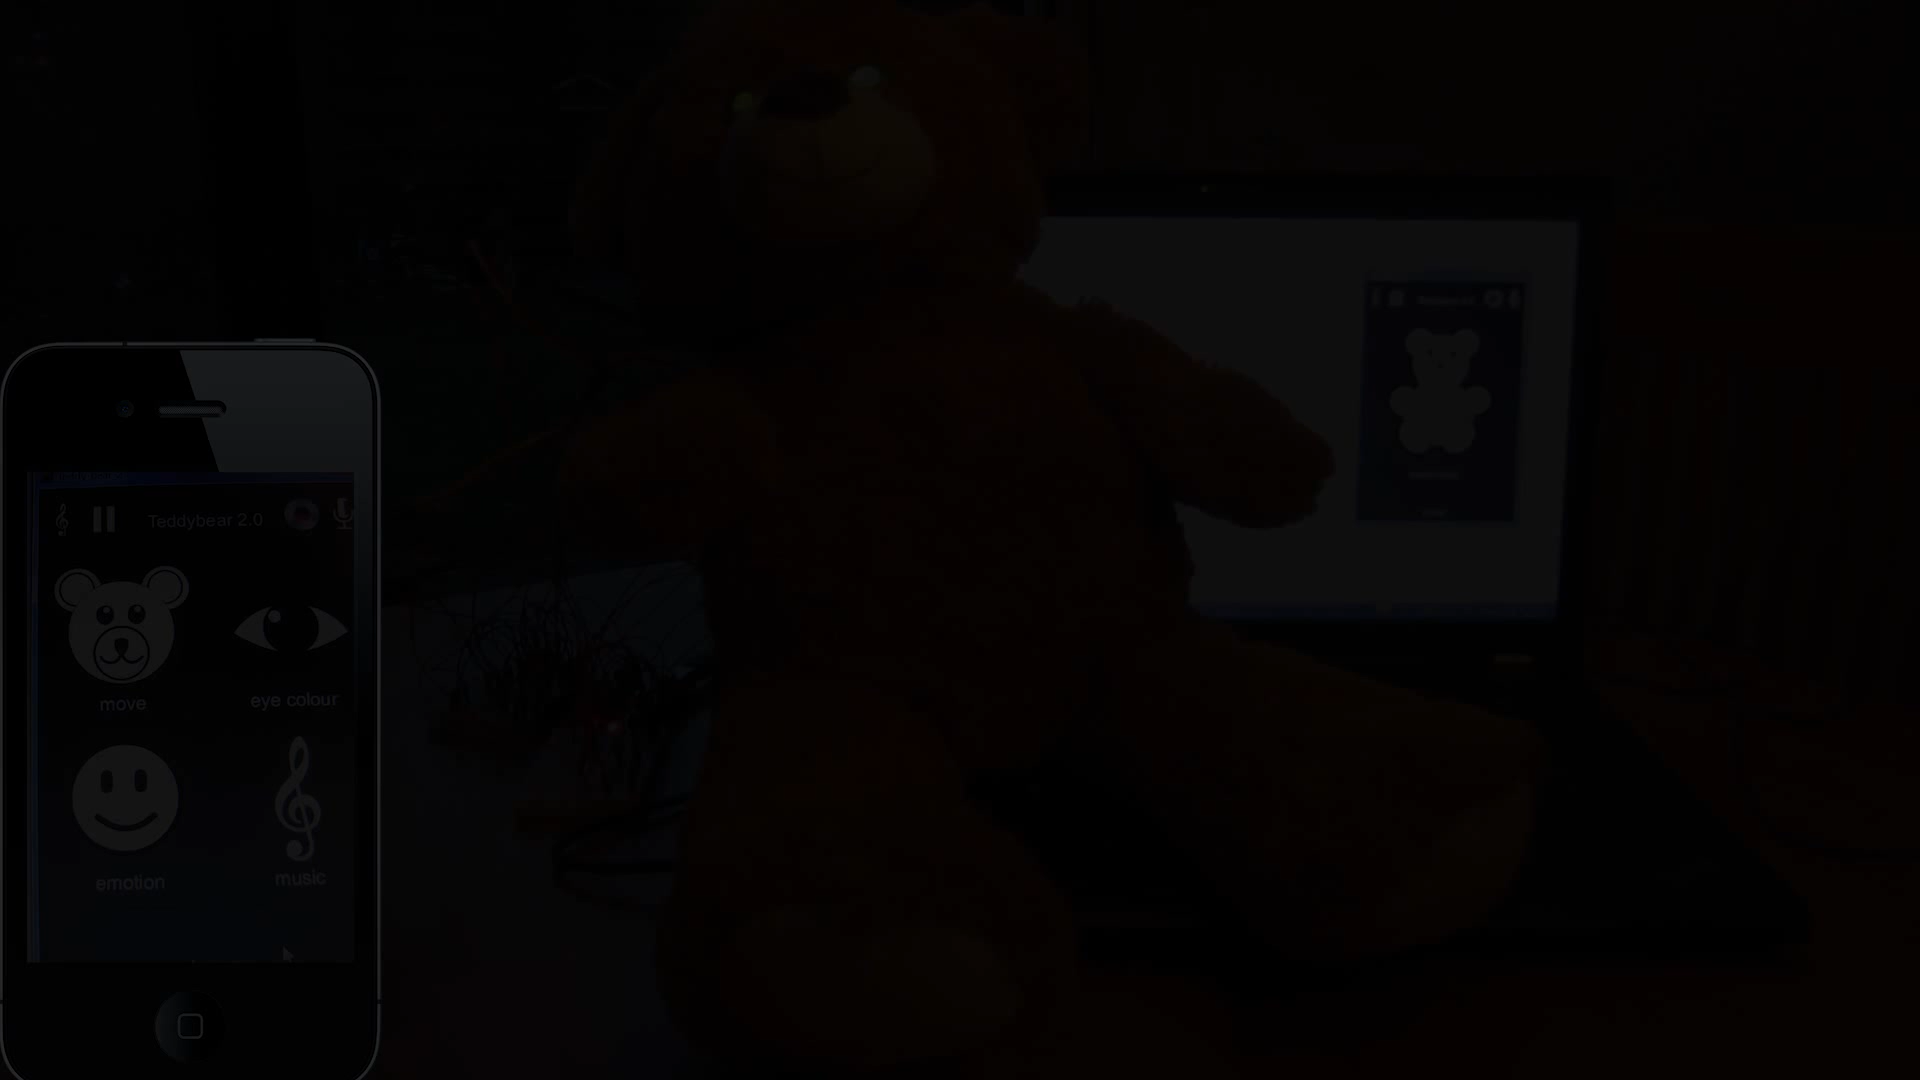 Teddybear 2.0
move
eye colour
emotion
music